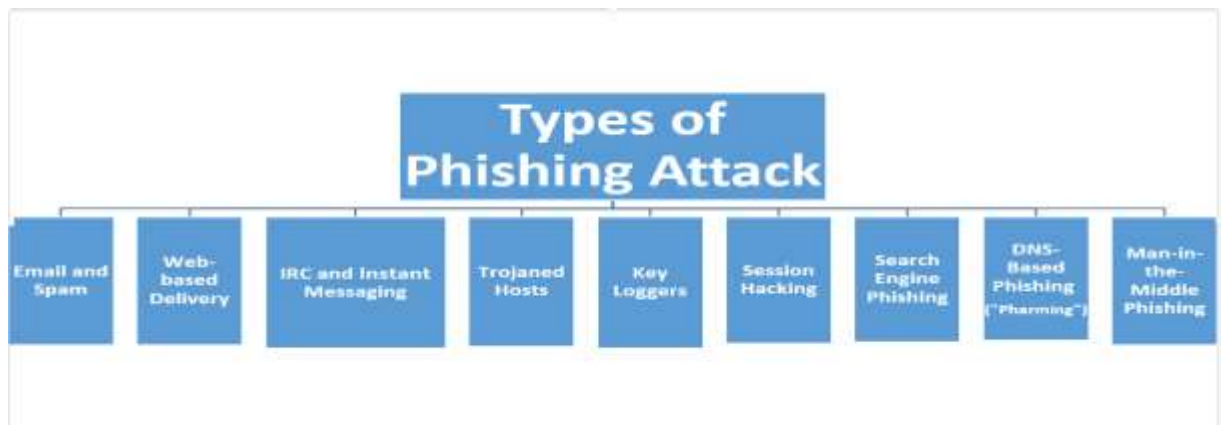 Types of
Phishing Attack
Email and
Spam
Web-
based
Delivery
IRC and Instant
Messaging
Trojaned
Hosts
Key
Loggers
Session
Hacking
Search
Engine
Phishing
DNS-
Based
Phishing
("Pharming")
Man-in-
the-
Middle
Phishing